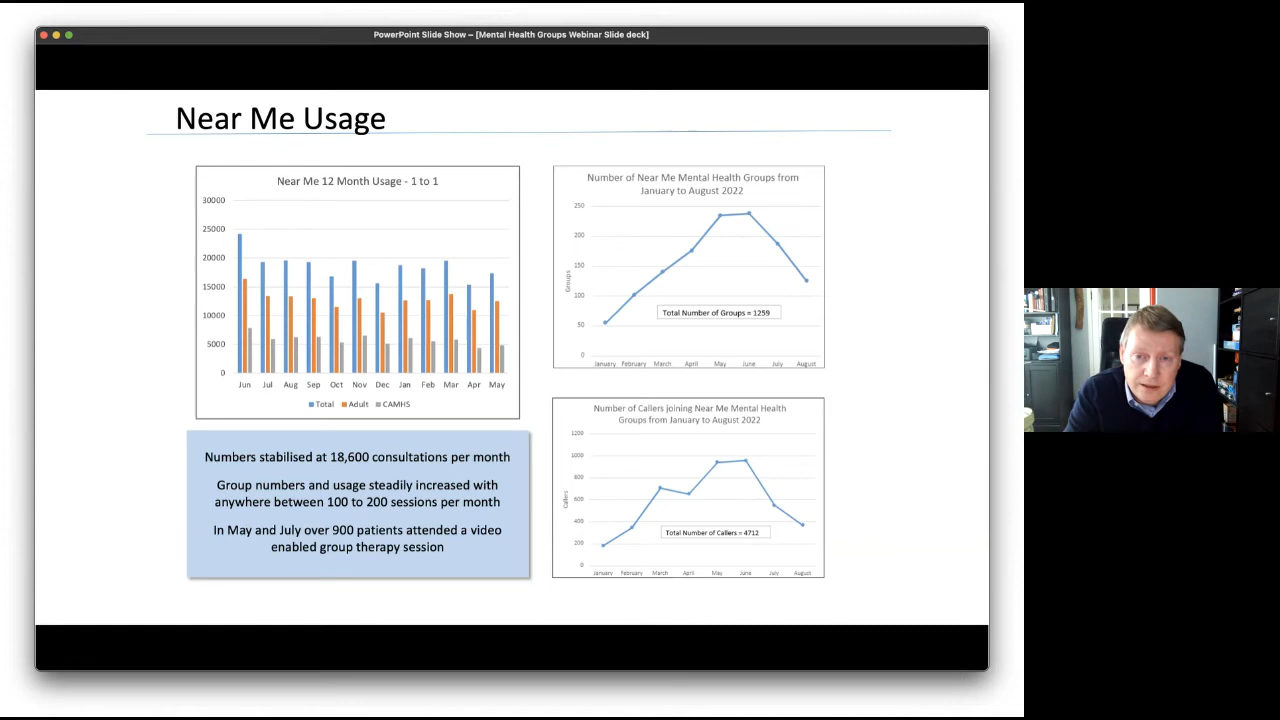 PowerPoint Slide Show – [Mental Health Groups Webinar Slide deck]
Near Me Usage
Near Me 12 Month Usage - 1 to 1
30000
25000
20000
15000
10000
5000
0
Jun Jul Aug Sep Oct Nov Dec Jan Feb Mar Apr May
Total Adult CAMHS
Numbers stabilised at 18,600 consultations per month
Group numbers and usage steadily increased with
anywhere between 100 to 200 sessions per month
In May and July over 900 patients attended a video
enabled group therapy session
Number of Near Me Mental Health Groups from
January to August 2022
250
200
150
100
50
0
Groups
Total Number of Groups = 1259
January February March April May June July August
Number of Callers joining Near Me Mental Health
Groups from January to August 2022
1200
1000
800
600
400
200
0
Callers
Total Number of Callers = 4712
January February March April May June July August